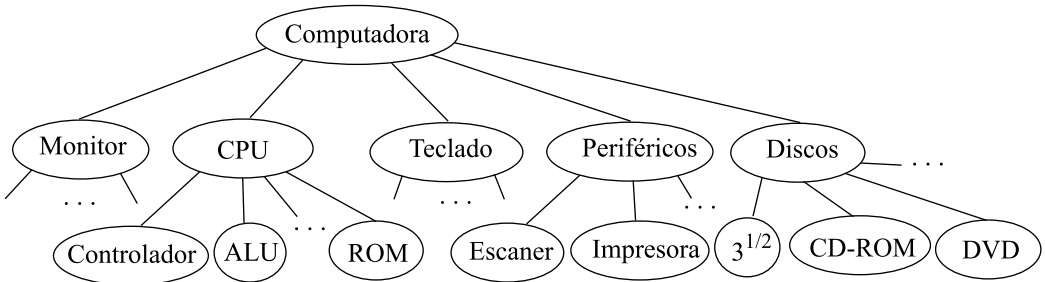 Computadora
Monitor CPU Teclado Periféricos Discos
. . .
. . . . . . . . . . . .
Controlador ALU ROM Escaner Impresora 3^1/2 CD-ROM DVD